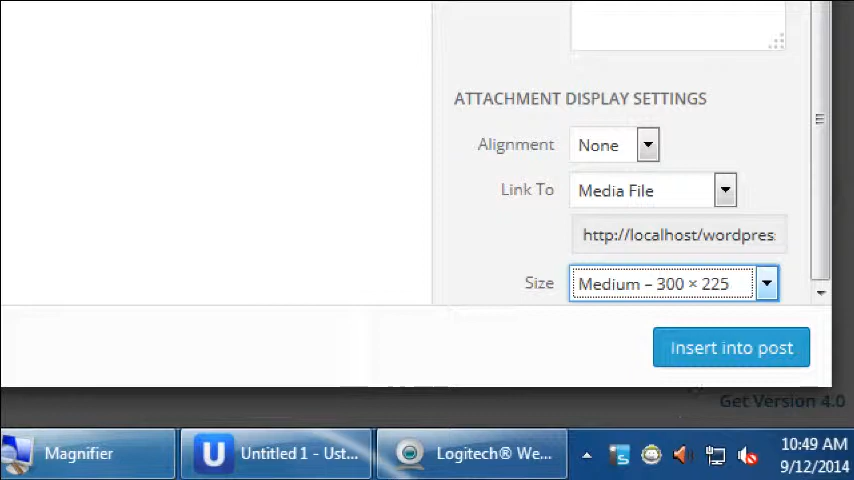 ATTACHMENT DISPLAY SETTINGS
Alignment None
Link To Media File
http://localhost/wordpres
Size Medium – 300 × 225
Insert into post
Get Version 4.0
Magnifier
Untitled 1 - Ust...
Logitech® We...
10:49 AM
9/12/2014